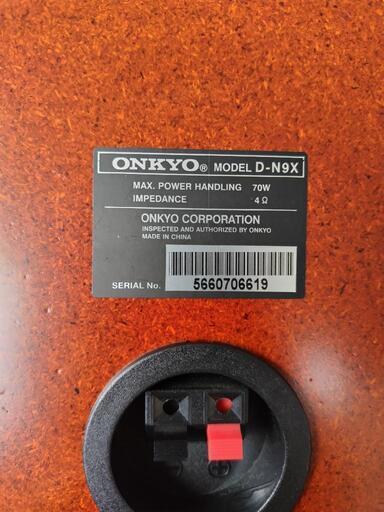 ONKYO® MODEL D-N9X
MAX. POWER HANDLING 70W
IMPEDANCE 4 Ω
ONKYO CORPORATION
INSPECTED AND AUTHORIZED BY ONKYO
MADE IN CHINA
SERIAL No. 5660706619